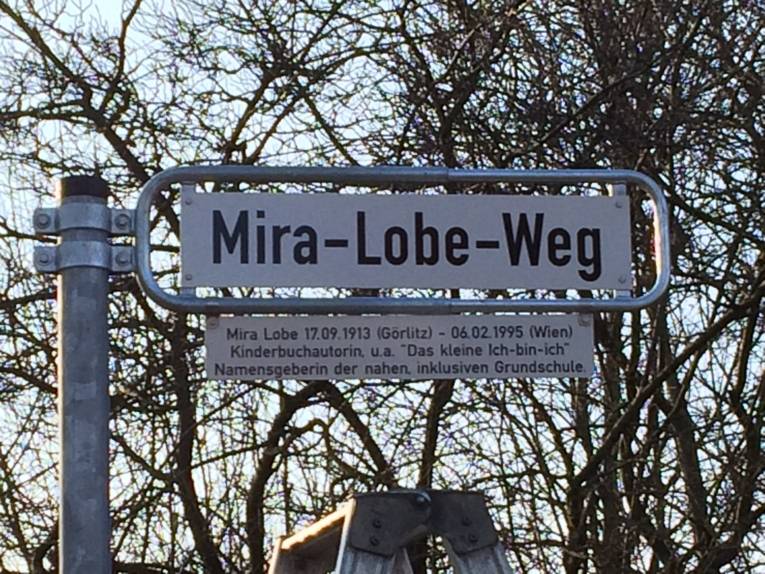 Mira-Lobe-Weg
Mira Lobe 17.09.1913 (Görlitz) - 06.02.1995 (Wien)
Kinderbuchautorin, u.a. "Das kleine Ich-bin-ich"
Namensgeberin der nahen, inklusiven Grundschule.